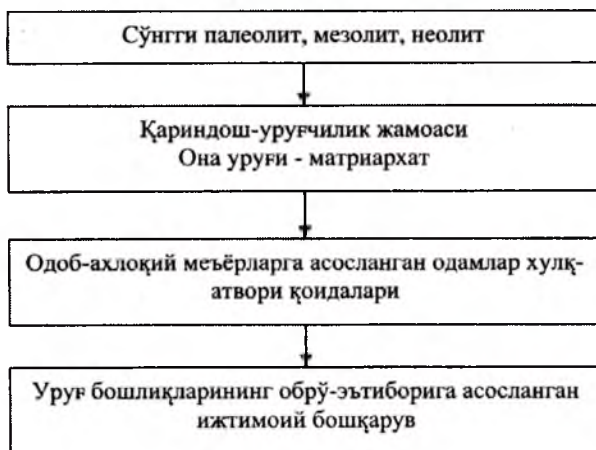 Сўнгги палеолит, мезолит, неолит
Қариндош-уруғчилик жамоаси
Она уруғи - матриархат
Одоб-ахлоқий меъёрларга асосланган одамлар хулқ-
атвори қоидалари
Уруғ бошлиқларининг обрў-эътиборига асосланган
ижтимоий бошқарув